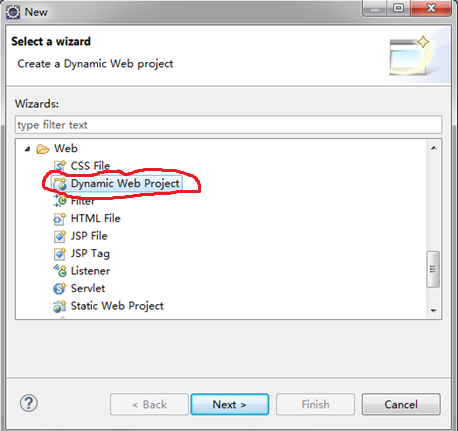 New
Select a wizard
Create a Dynamic Web project
Wizards:
type filter text
Web
CSS File
Dynamic Web Project
Filter
HTML File
JSP File
JSP Tag
Listener
Servlet
Static Web Project
?
< Back
Next >
Finish
Cancel